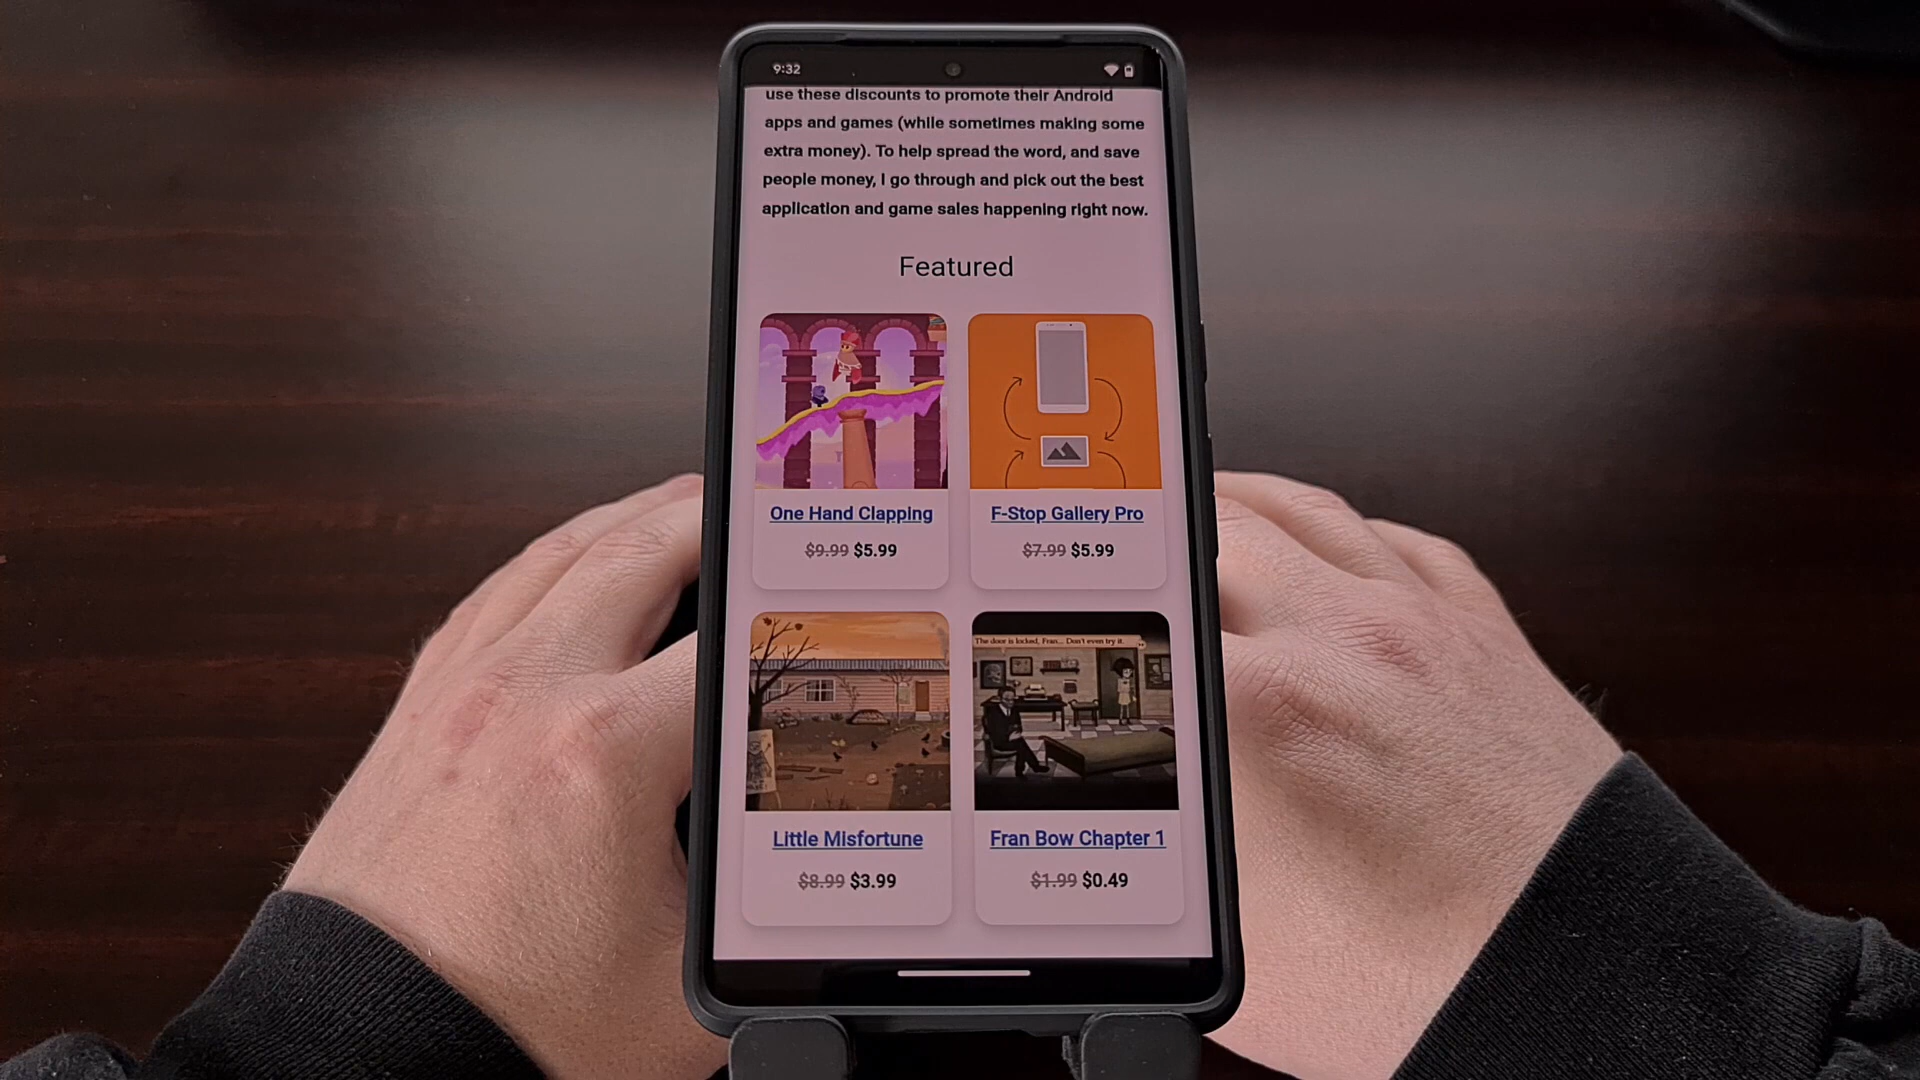 9:32
use these discounts to promote their Android
apps and games (while sometimes making some
extra money). To help spread the word, and save
people money, I go through and pick out the best
application and game sales happening right now.
Featured
One Hand Clapping
$9.99 $5.99
F-Stop Gallery Pro
$7.99 $5.99
The door is locked, Fran... Don't even try it.
Little Misfortune
$8.99 $3.99
Fran Bow Chapter 1
$1.99 $0.49